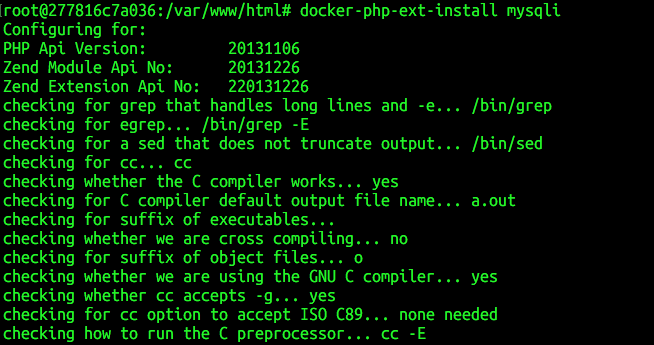 [root@277816c7a036:/var/www/html# docker-php-ext-install mysqli
Configuring for:
PHP Api Version:         20131106
Zend Module Api No:      20131226
Zend Extension Api No:   220131226
checking for grep that handles long lines and -e... /bin/grep
checking for egrep... /bin/grep -E
checking for a sed that does not truncate output... /bin/sed
checking for cc... cc
checking whether the C compiler works... yes
checking for C compiler default output file name... a.out
checking for suffix of executables...
checking whether we are cross compiling... no
checking for suffix of object files... o
checking whether we are using the GNU C compiler... yes
checking whether cc accepts -g... yes
checking for cc option to accept ISO C89... none needed
checking how to run the C preprocessor... cc -E